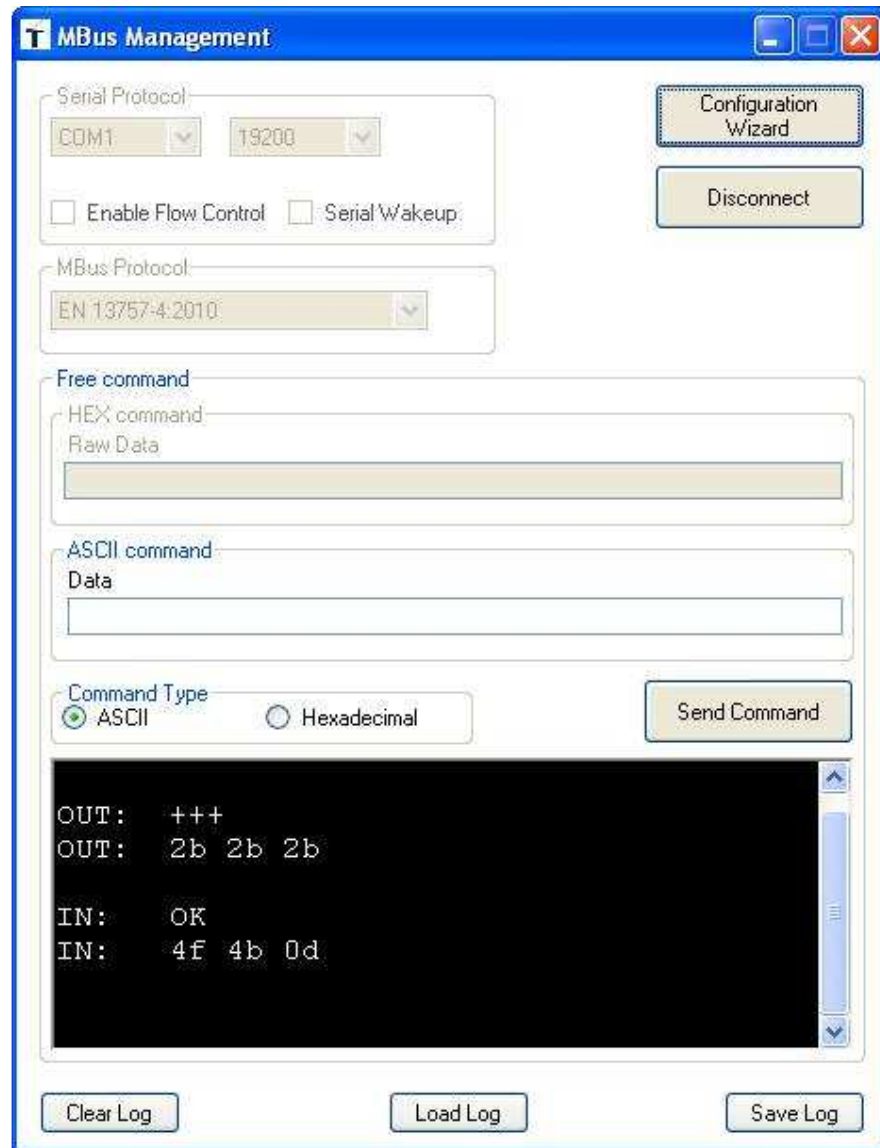 T MBus Management
Serial Protocol
COM1 19200
Enable Flow Control Serial Wakeup
Configuration
Wizard
Disconnect
MBus Protocol
EN 13757-4:2010
Free command
HEX command
Raw Data
ASCII command
Data
Command Type
ASCII Hexadecimal
Send Command
OUT: +++
OUT: 2b 2b 2b
IN: OK
IN: 4f 4b 0d
Clear Log Load Log Save Log